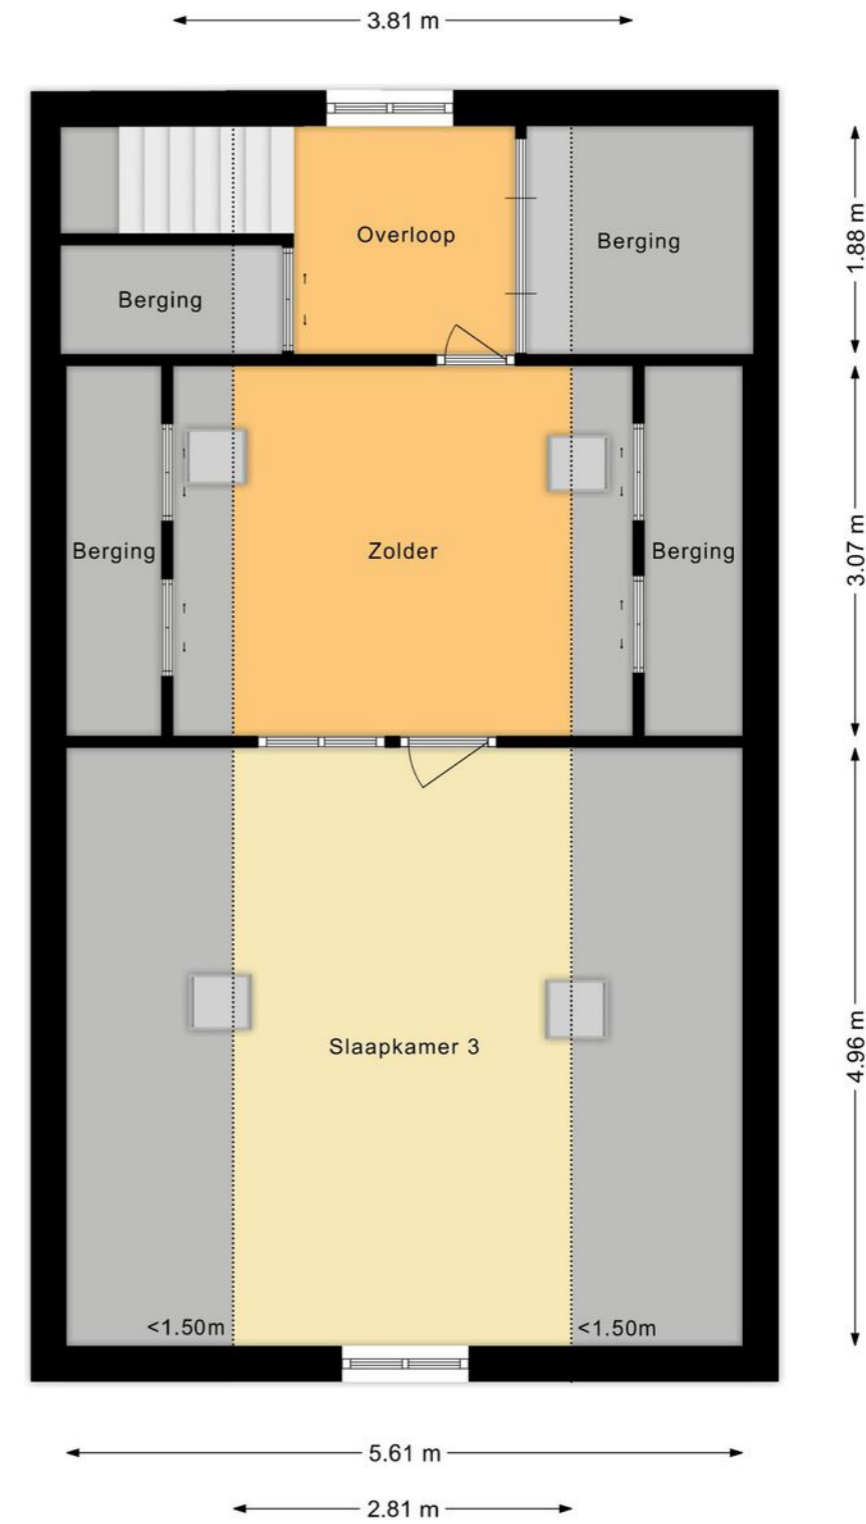 3.81 m
Overloop
Berging
1.88 m
Berging
Berging
Zolder
Berging
3.07 m
Slaapkamer 3
4.96 m
<1.50m
<1.50m
5.61 m
2.81 m